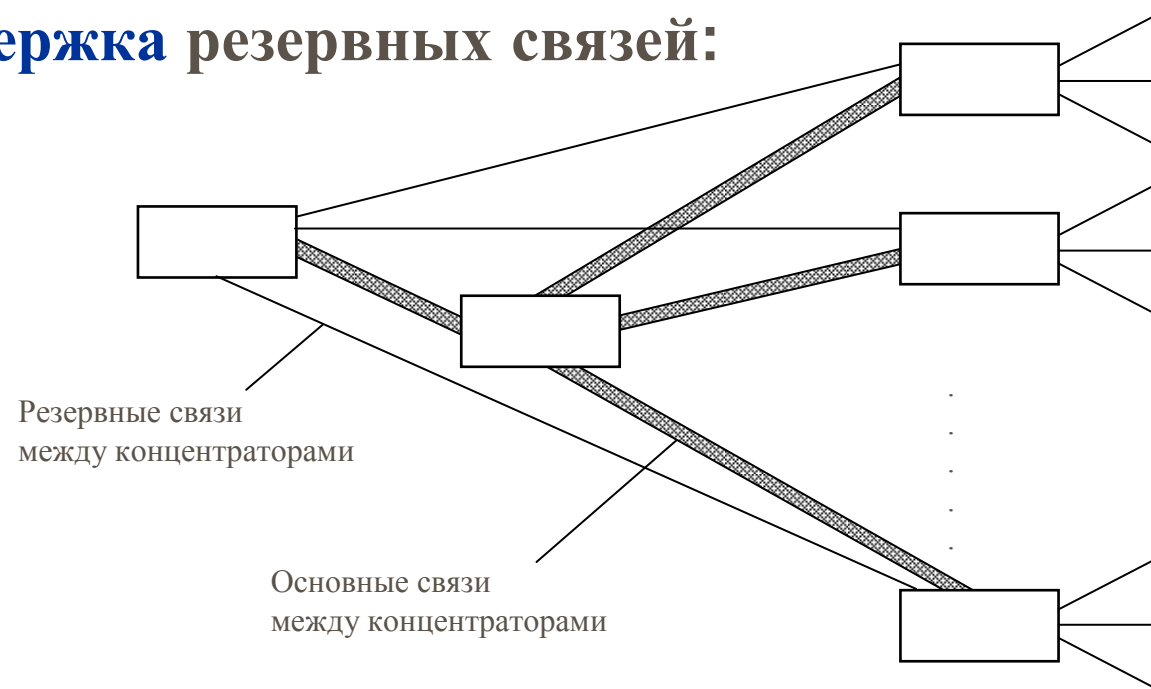 ержка резервных связей:
Резервные связи
между концентраторами
Основные связи
между концентраторами